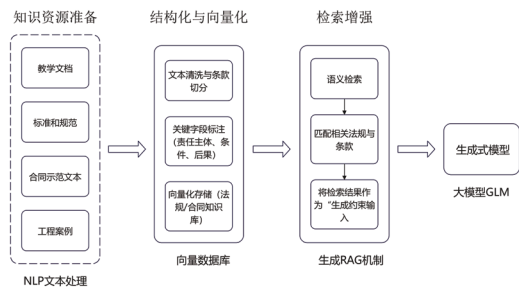 知识资源准备
结构化与向量化
检索增强
教学文档
标准和规范
合同示范文本
工程案例
NLP文本处理
文本清洗与条款
切分
关键字段标注
(责任主体、条
件、后果)
向量化存储(法
规/合同知识
库)
向量数据库
语义检索
匹配相关法规与
条款
将检索结果作
为“生成约束输
入
生成RAG机制
生成式模型
大模型GLM